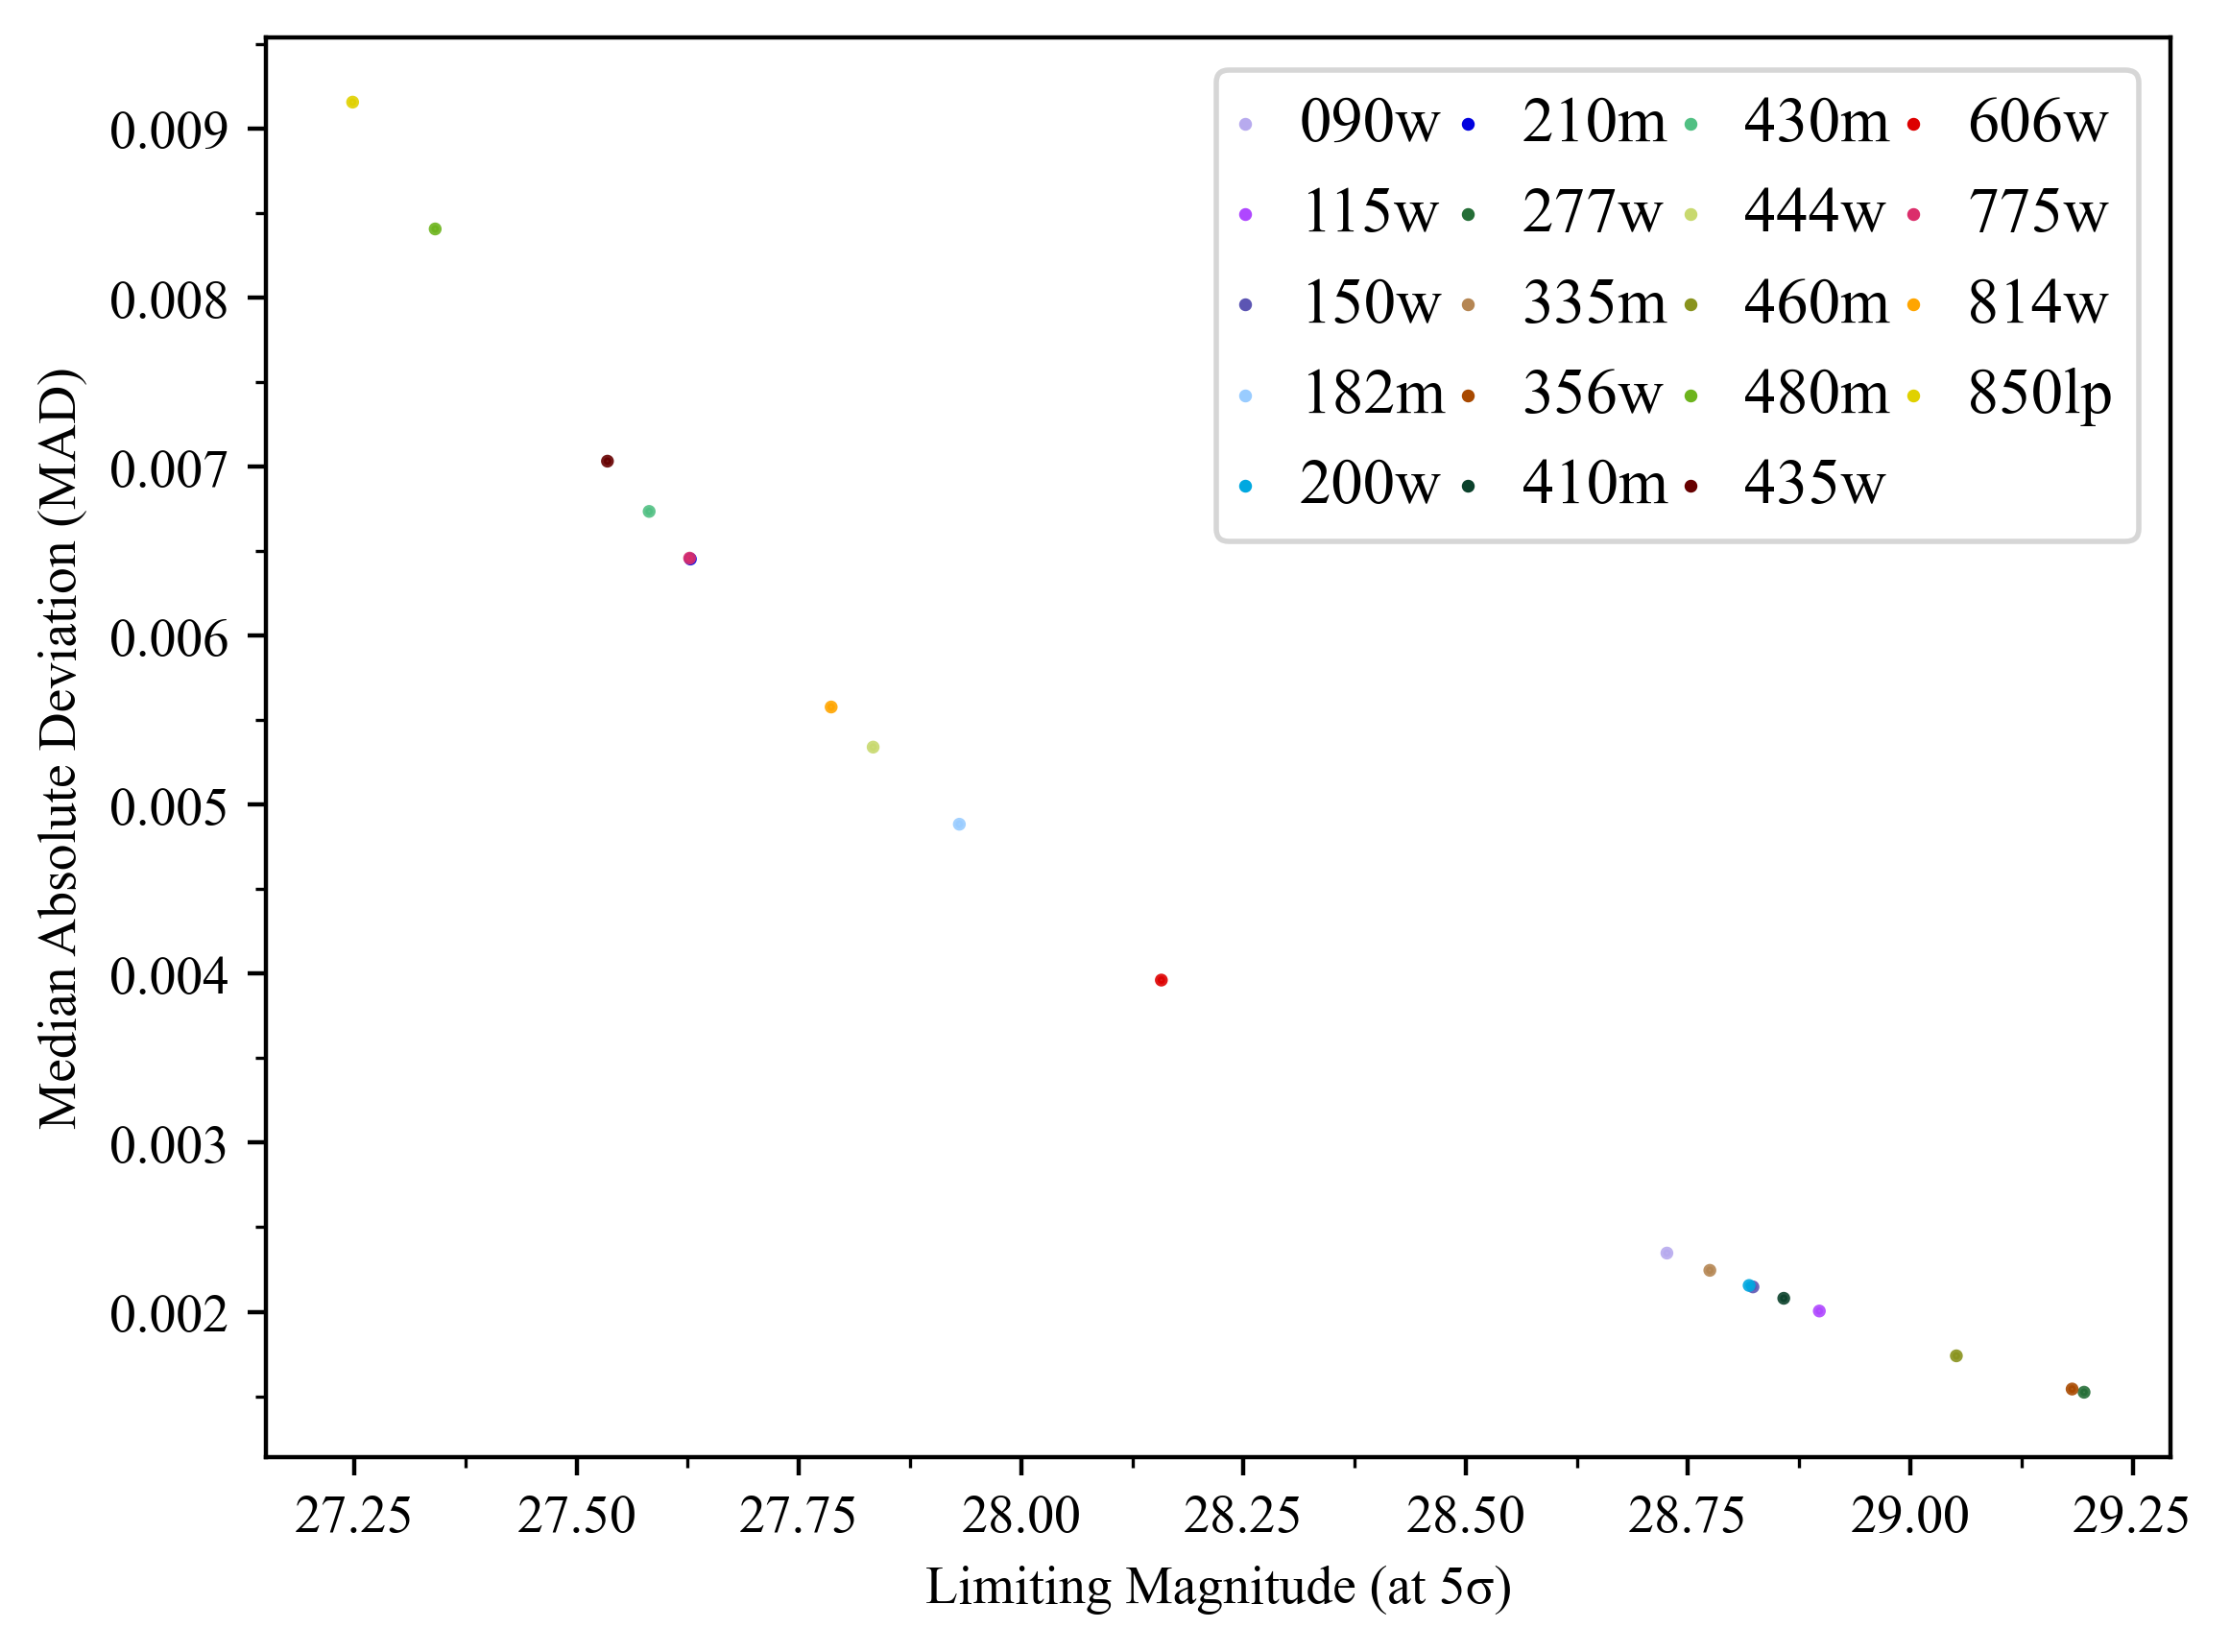 090w 210m 430m 606w
115w 277w 444w 775w
150w 335m 460m 814w
182m 356w 480m 850lp
200w 410m 435w
0.009
0.008
0.007
0.006
0.005
0.004
0.003
0.002
Median Absolute Deviation (MAD)
27.25 27.50 27.75 28.00 28.25 28.50 28.75 29.00 29.25
Limiting Magnitude (at 5σ)